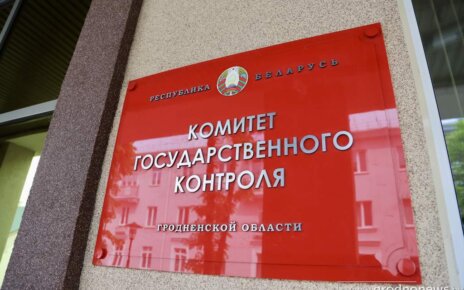 РЕСПУБЛИКА БЕЛАРУСЬ
КОМИТЕТ
ГОСУДАРСТВЕННОГО
КОНТРОЛЯ
ГРОДНЕНСКОЙ ОБЛАСТИ